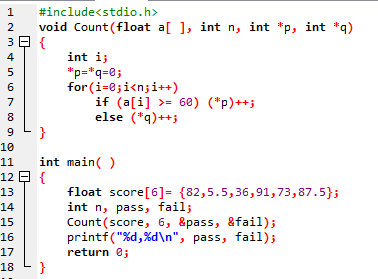 1 #include<stdio.h>
2 void Count(float a[ ], int n, int *p, int *q)
3 {
4     int i;
5     *p=*q=0;
6     for(i=0;i<n;i++)
7         if (a[i] >= 60) (*p)++;
8         else (*q)++;
9 }
10
11 int main( )
12 {
13     float score[6]= {82,5.5,36,91,73,87.5};
14     int n, pass, fail;
15     Count(score, 6, &pass, &fail);
16     printf("%d,%d\n", pass, fail);
17     return 0;
18 }